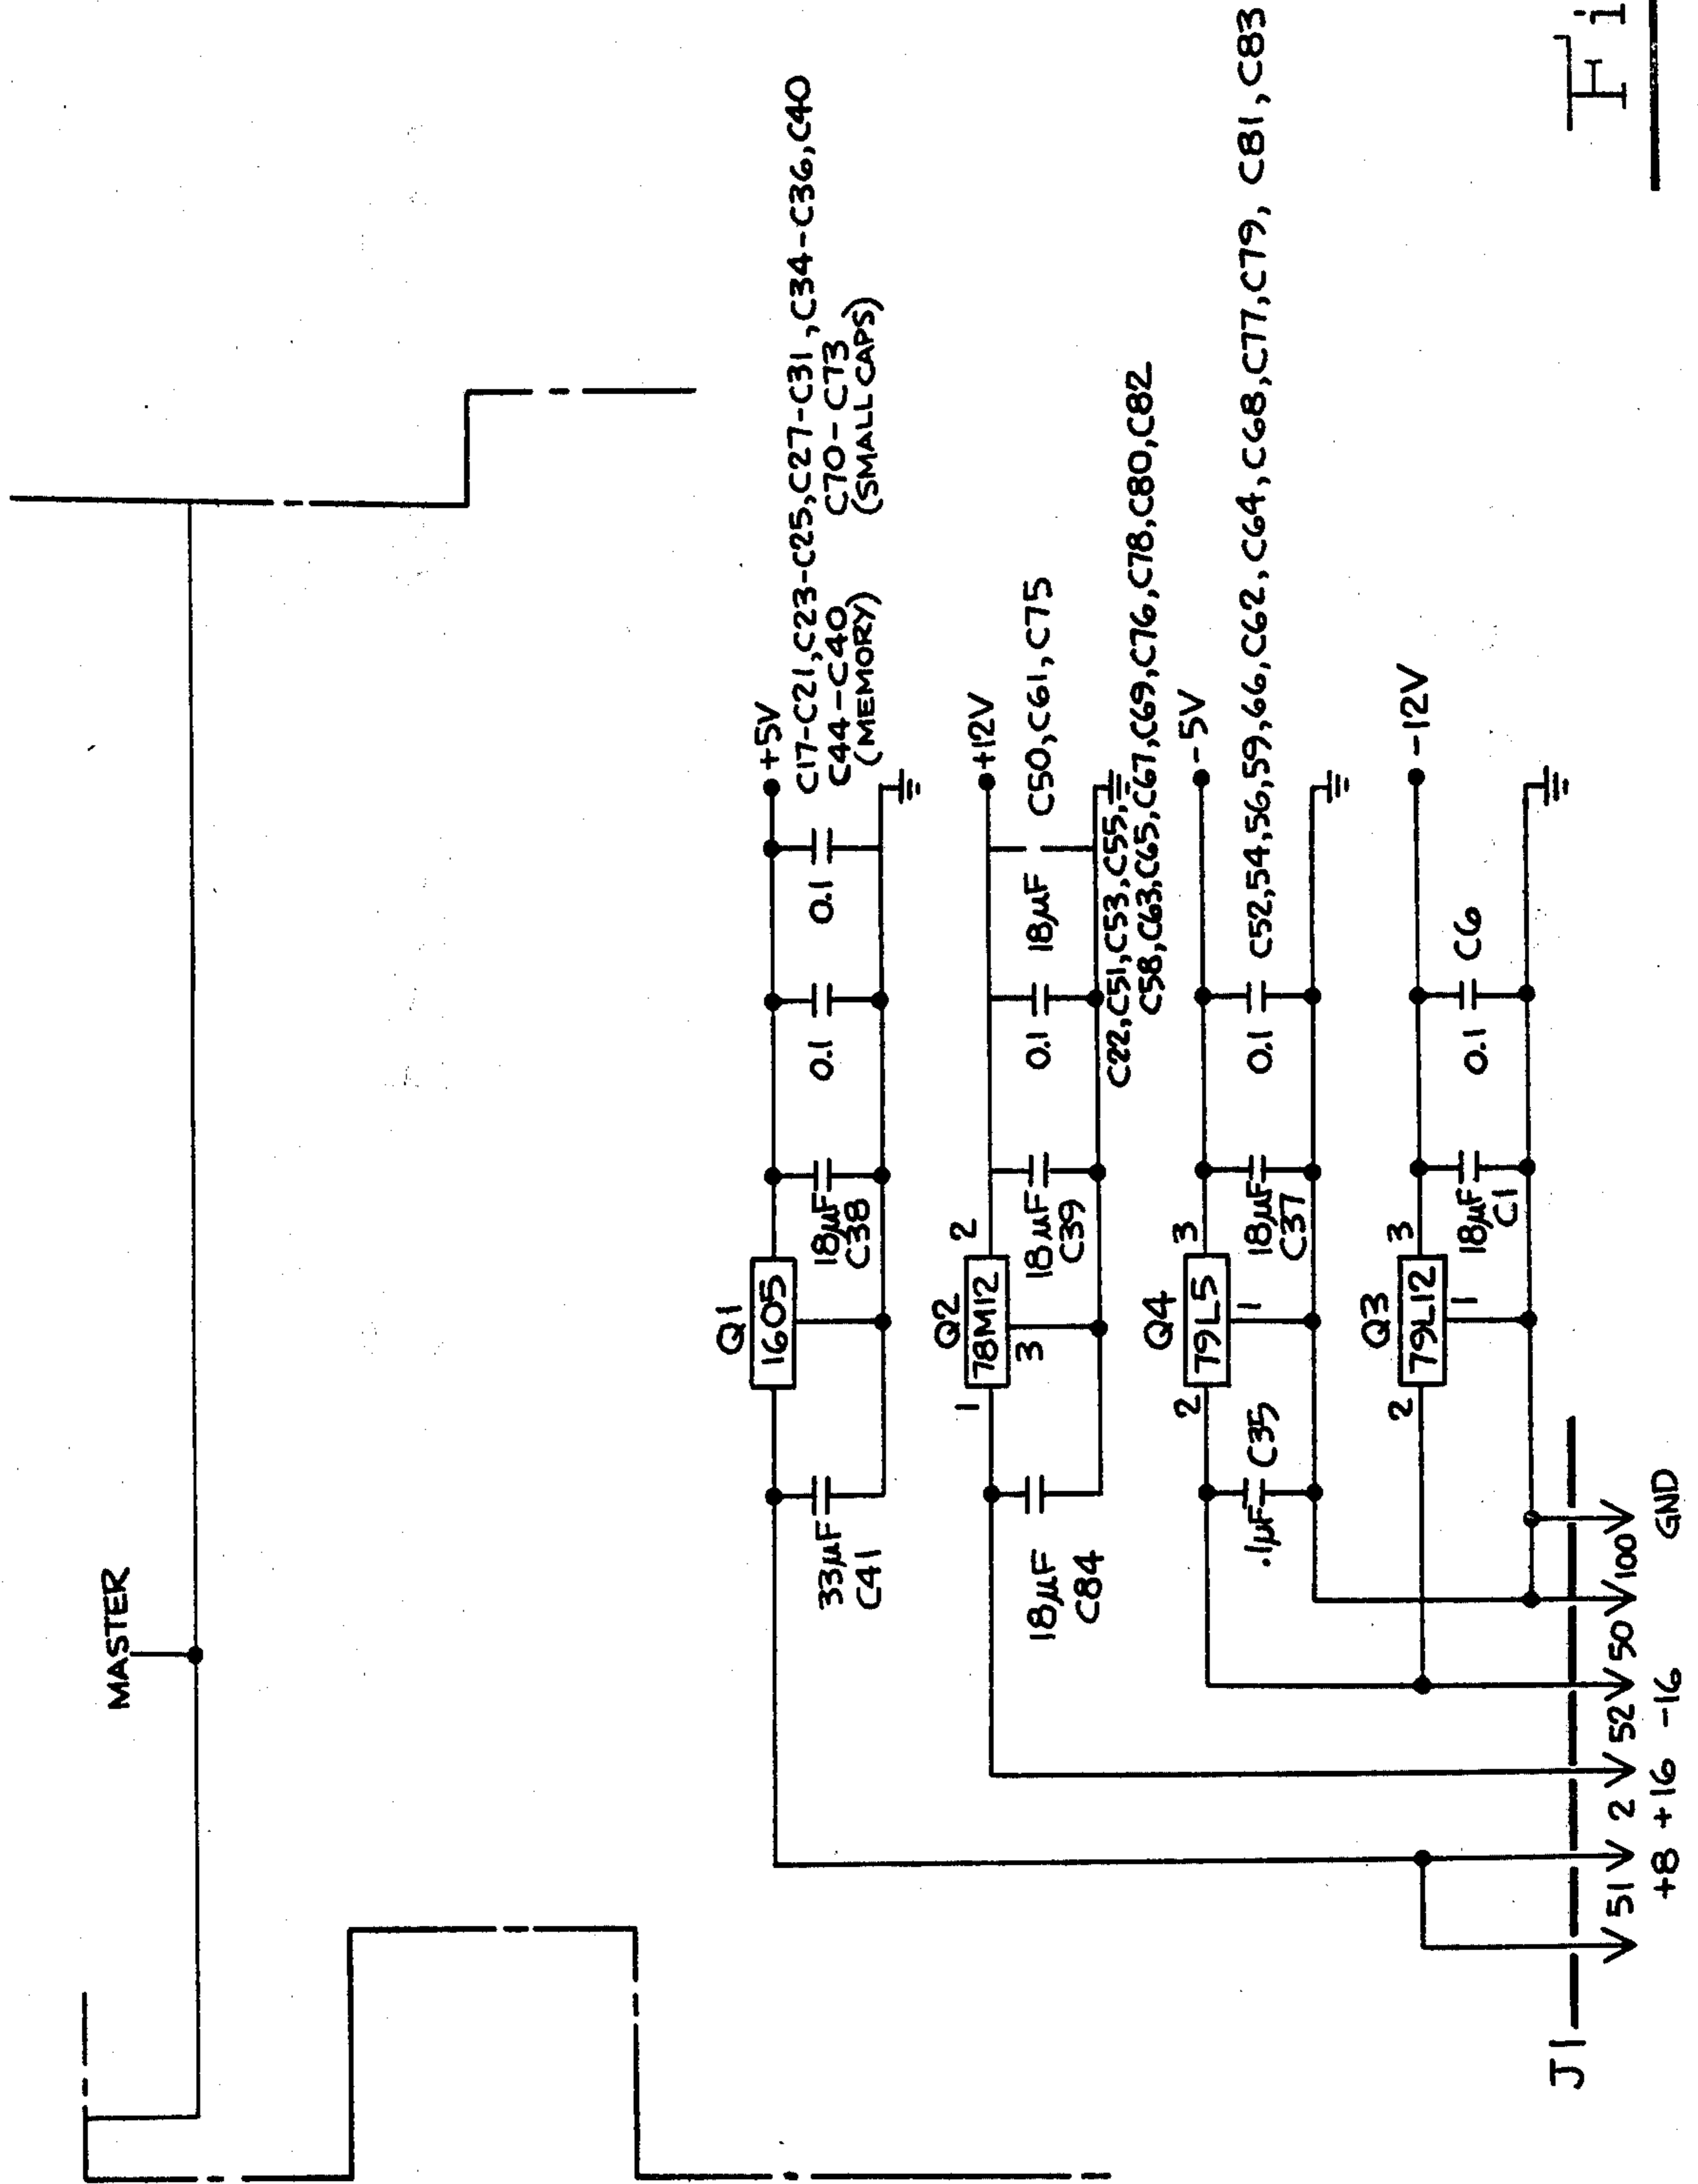 MASTER
Q1
1605
33µF
C41
18µF
C38
0.1
0.1
+5V
C17-C21,C23-C25,C27-C31,C34-C36,C40
C44-C40
(MEMORY)
C70-C73
(SMALL CAPS)
Q2
1
78M12
2
3
18µF
C84
18µF
C39
0.1
18µF
C50,C61,C75
+12V
C22,C51,C53,C55,
C58,C63,C65,C67,C69,C76,C78,C80,C82
Q4
2
79L5
3
1
.1µF
C35
18µF
C37
0.1
C52,54,56,59,66,C62,C64,C68,C77,C79,C81,C83
-5V
Q3
2
79L12
3
1
18µF
C1
0.1
C6
-12V
J1
51 2 52 50 100
+8 +16 -16 GND
Fi